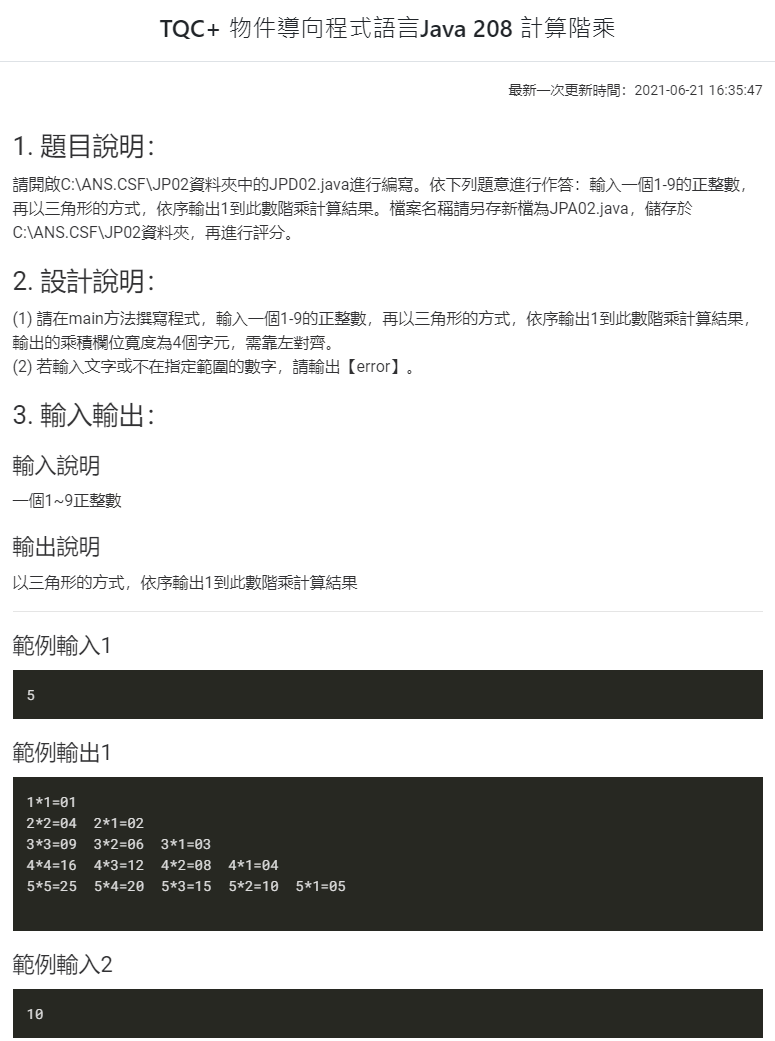 TQC+ 物件導向程式語言Java 208 計算階乘
最新一次更新時間：2021-06-21 16:35:47
1. 題目說明：
請開啟C:\ANS.CSF\JP02資料夾中的JPD02.java進行編寫。依下列題意進行作答：輸入一個1-9的正整數，
再以三角形的方式，依序輸出1到此數階乘計算結果。檔案名稱請另存新檔為JPA02.java，儲存於
C:\ANS.CSF\JP02資料夾，再進行評分。
2. 設計說明：
(1) 請在main方法撰寫程式，輸入一個1-9的正整數，再以三角形的方式，依序輸出1到此數階乘計算結果，
輸出的乘積欄位寬度為4個字元，需靠左對齊。
(2) 若輸入文字或不在指定範圍的數字，請輸出【error】。
3. 輸入輸出：
輸入說明
一個1~9正整數
輸出說明
以三角形的方式，依序輸出1到此數階乘計算結果
範例輸入1
5
範例輸出1
1*1=01
2*2=04  2*1=02
3*3=09  3*2=06  3*1=03
4*4=16  4*3=12  4*2=08  4*1=04
5*5=25  5*4=20  5*3=15  5*2=10  5*1=05
範例輸入2
10